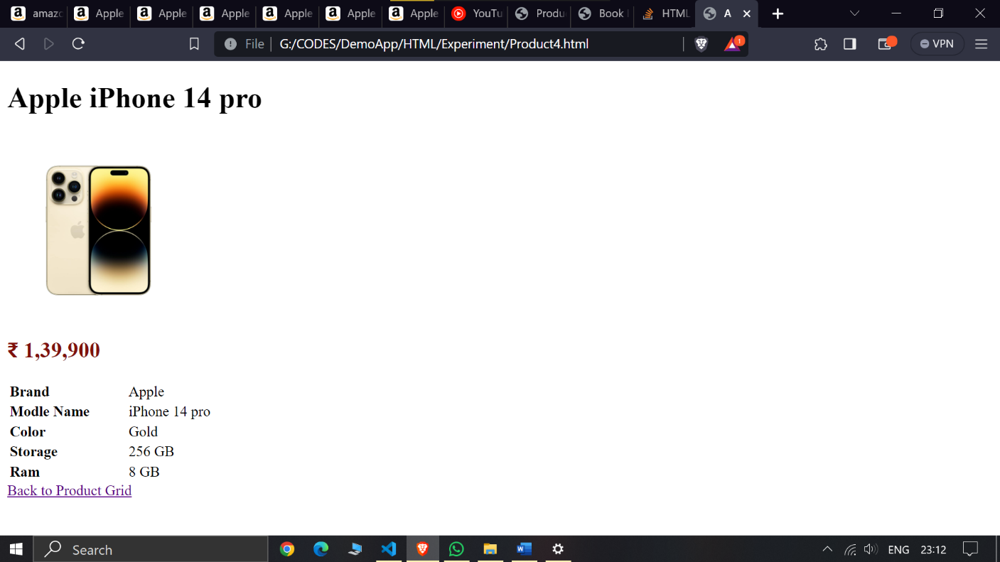 amazo
Apple
Apple
Apple
Apple
Apple
Apple
YouTu
Produ
Book
HTML
A
File
G:/CODES/DemoApp/HTML/Experiment/Product4.html
1
VPN
Apple iPhone 14 pro
₹ 1,39,900
Brand Apple
Modle Name iPhone 14 pro
Color Gold
Storage 256 GB
Ram 8 GB
Back to Product Grid
Search
ENG 23:12